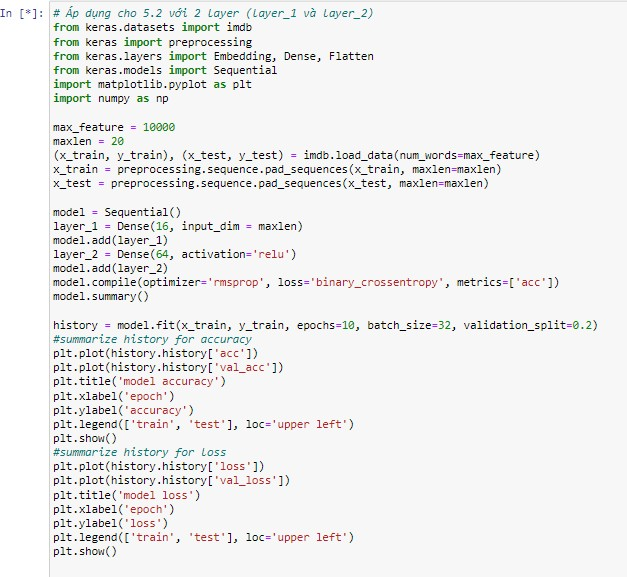 In [*]: # Áp dụng cho 5.2 với 2 layer (layer_1 và layer_2)
from keras.datasets import imdb
from keras import preprocessing
from keras.layers import Embedding, Dense, Flatten
from keras.models import Sequential
import matplotlib.pyplot as plt
import numpy as np

max_feature = 10000
maxlen = 20
(x_train, y_train), (x_test, y_test) = imdb.load_data(num_words=max_feature)
x_train = preprocessing.sequence.pad_sequences(x_train, maxlen=maxlen)
x_test = preprocessing.sequence.pad_sequences(x_test, maxlen=maxlen)

model = Sequential()
layer_1 = Dense(16, input_dim = maxlen)
model.add(layer_1)
layer_2 = Dense(64, activation='relu')
model.add(layer_2)
model.compile(optimizer='rmsprop', loss='binary_crossentropy', metrics=['acc'])
model.summary()

history = model.fit(x_train, y_train, epochs=10, batch_size=32, validation_split=0.2)
#summarize history for accuracy
plt.plot(history.history['acc'])
plt.plot(history.history['val_acc'])
plt.title('model accuracy')
plt.xlabel('epoch')
plt.ylabel('accuracy')
plt.legend(['train', 'test'], loc='upper left')
plt.show()
#summarize history for loss
plt.plot(history.history['loss'])
plt.plot(history.history['val_loss'])
plt.title('model loss')
plt.xlabel('epoch')
plt.ylabel('loss')
plt.legend(['train', 'test'], loc='upper left')
plt.show()